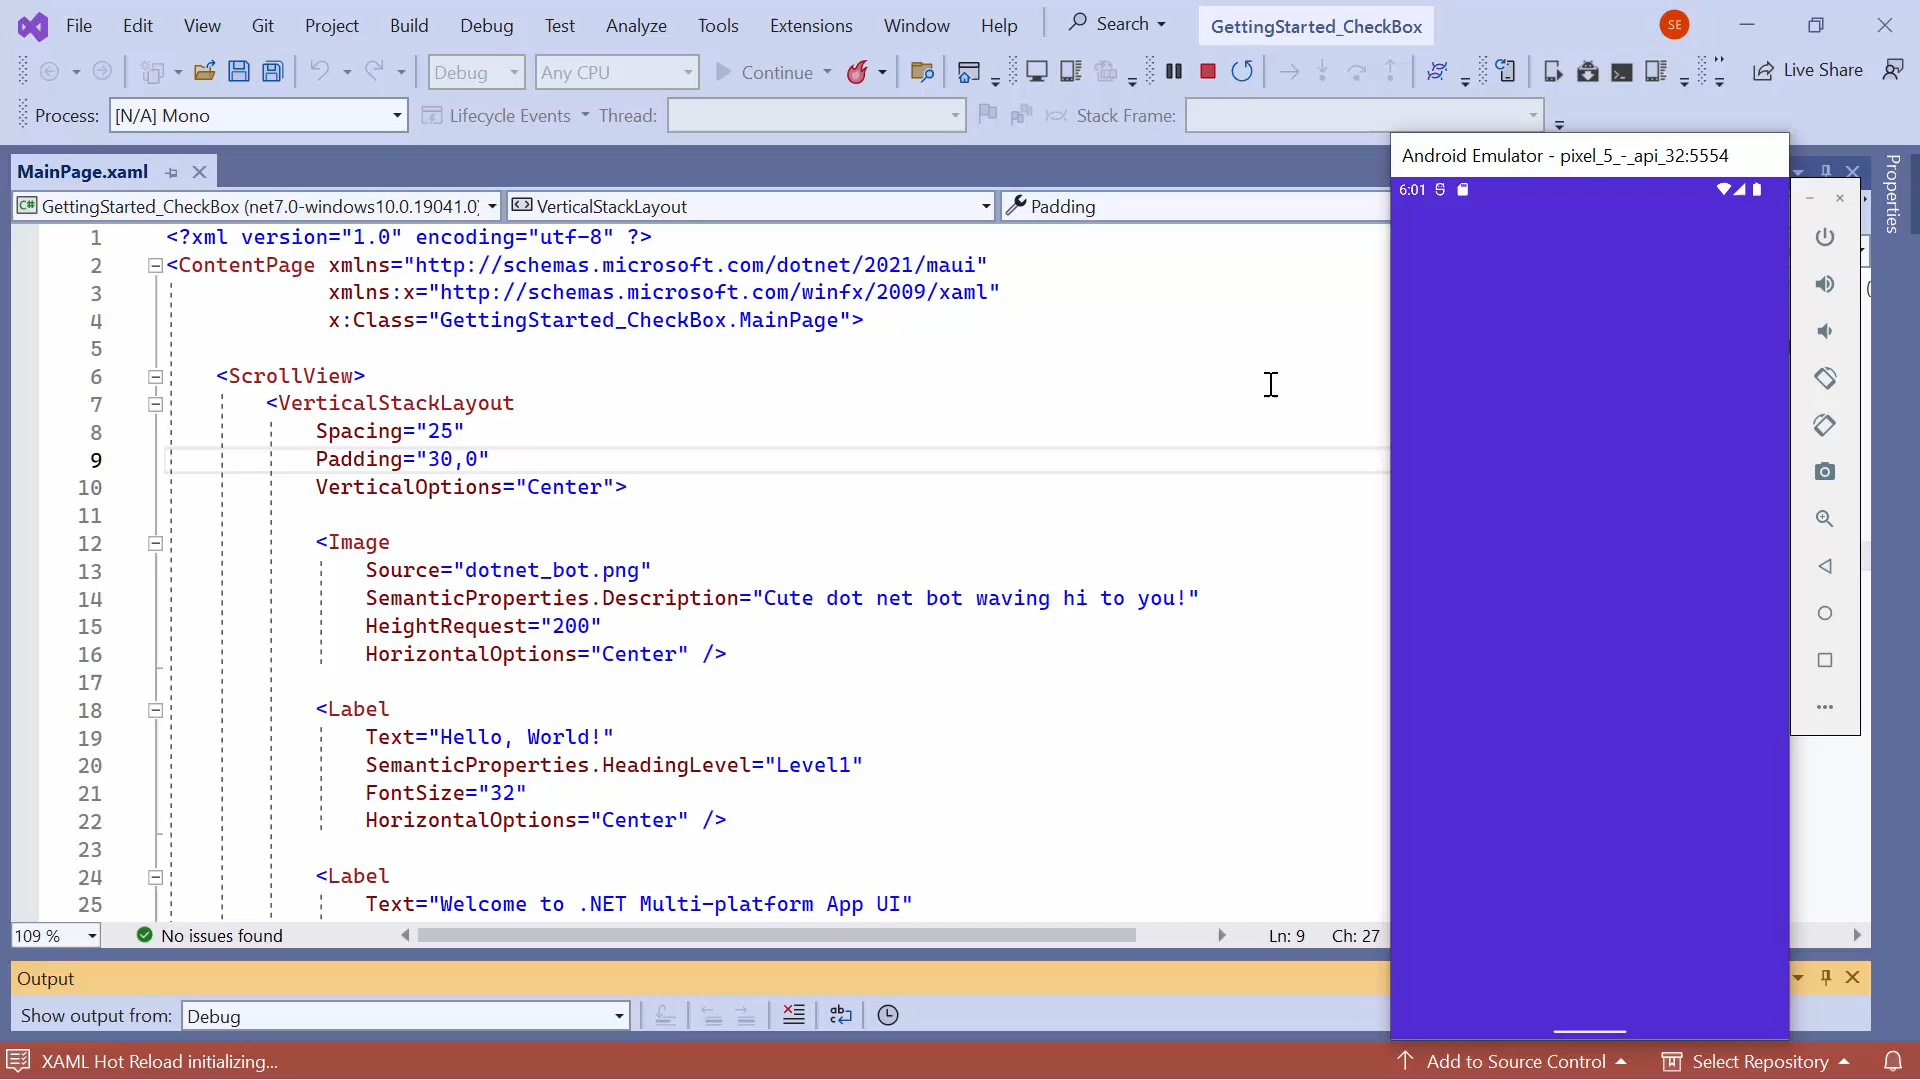 File Edit View Git Project Build Debug Test Analyze Tools Extensions Window Help Search GettingStarted_CheckBox SE
Debug Any CPU Continue Live Share
Process: [N/A] Mono Lifecycle Events Thread: Stack Frame:
Android Emulator - pixel_5_-_api_32:5554
MainPage.xaml
6:01
Properties
GettingStarted_CheckBox (net7.0-windows10.0.19041.0) VerticalStackLayout Padding
1 <?xml version="1.0" encoding="utf-8" ?>
2 <ContentPage xmlns="http://schemas.microsoft.com/dotnet/2021/maui"
3 xmlns:x="http://schemas.microsoft.com/winfx/2009/xaml"
4 x:Class="GettingStarted_CheckBox.MainPage">
5
6 <ScrollView>
7 <VerticalStackLayout
8 Spacing="25"
9 Padding="30,0"
10 VerticalOptions="Center">
11
12 <Image
13 Source="dotnet_bot.png"
14 SemanticProperties.Description="Cute dot net bot waving hi to you!"
15 HeightRequest="200"
16 HorizontalOptions="Center" />
17
18 <Label
19 Text="Hello, World!"
20 SemanticProperties.HeadingLevel="Level1"
21 FontSize="32"
22 HorizontalOptions="Center" />
23
24 <Label
25 Text="Welcome to .NET Multi-platform App UI"
109 % No issues found Ln: 9 Ch: 27
Output
Show output from: Debug
XAML Hot Reload initializing... Add to Source Control Select Repository